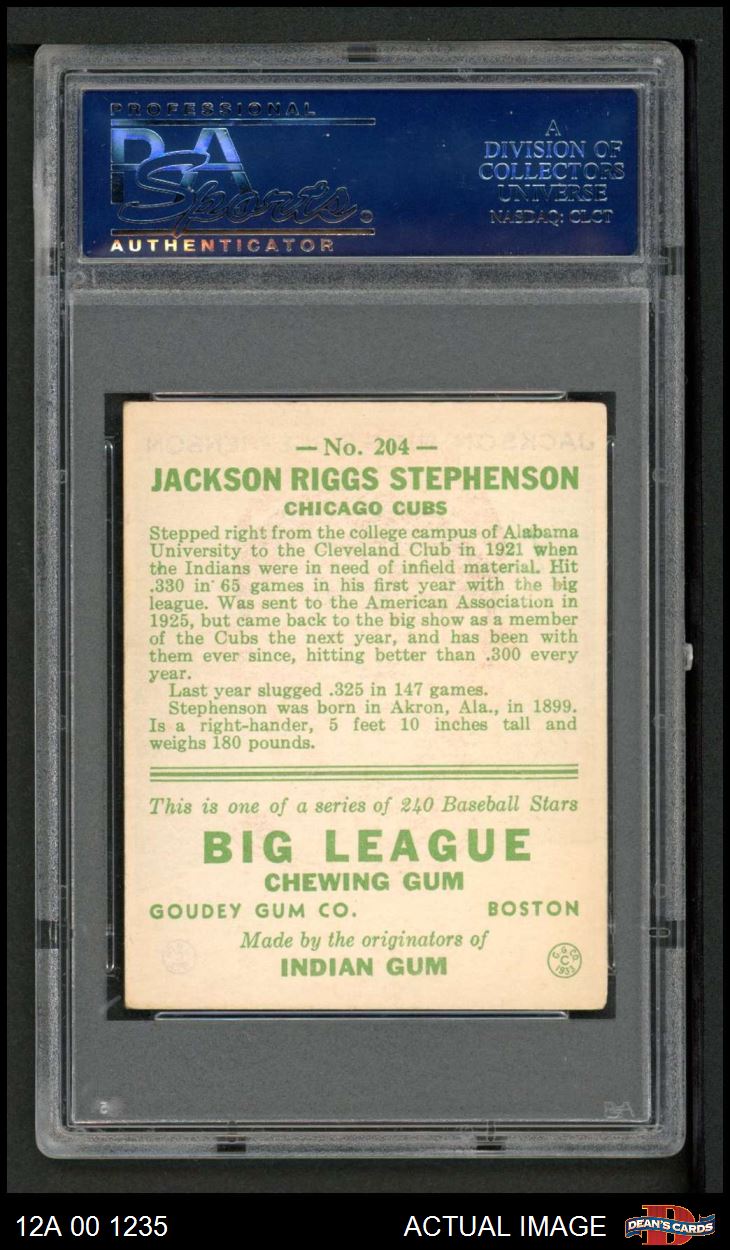 PROFESSIONAL
PSA
Sports
AUTHENTICATOR
A
DIVISION OF
COLLECTORS
UNIVERSE
NASDAQ: CLCT
— No. 204 —
JACKSON RIGGS STEPHENSON
CHICAGO CUBS
Stepped right from the college campus of Alabama
University to the Cleveland Club in 1921 when
the Indians were in need of infield material. Hit
.330 in 65 games in his first year with the big
league. Was sent to the American Association in
1925, but came back to the big show as a member
of the Cubs the next year, and has been with
them ever since, hitting better than .300 every
year.
Last year slugged .325 in 147 games.
Stephenson was born in Akron, Ala., in 1899.
Is a right-hander, 5 feet 10 inches tall and
weighs 180 pounds.
This is one of a series of 240 Baseball Stars
BIG LEAGUE
CHEWING GUM
GOUDEY GUM CO. BOSTON
Made by the originators of
INDIAN GUM
G.G.CO.
C
1933
PSA
12A 00 1235 ACTUAL IMAGE DEAN'S CARDS